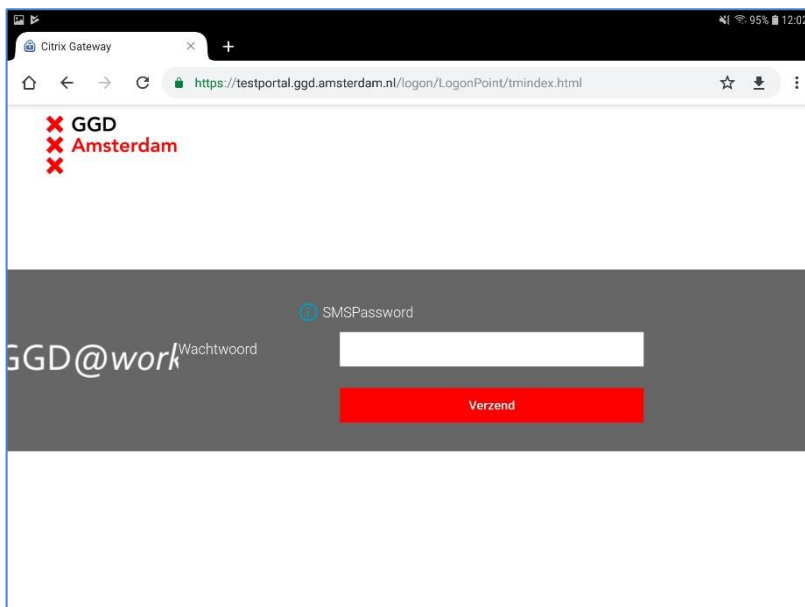 95% 12:02
Citrix Gateway
https://testportal.ggd.amsterdam.nl/logon/LogonPoint/tmindex.html
GGD
Amsterdam
SMSPassword
GGD@work
Wachtwoord
Verzend